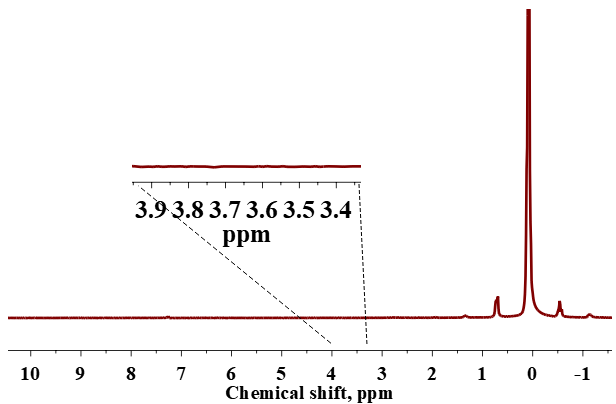 3.9 3.8 3.7 3.6 3.5 3.4
ppm
10 9 8 7 6 5 4 3 2 1 0 -1
Chemical shift, ppm